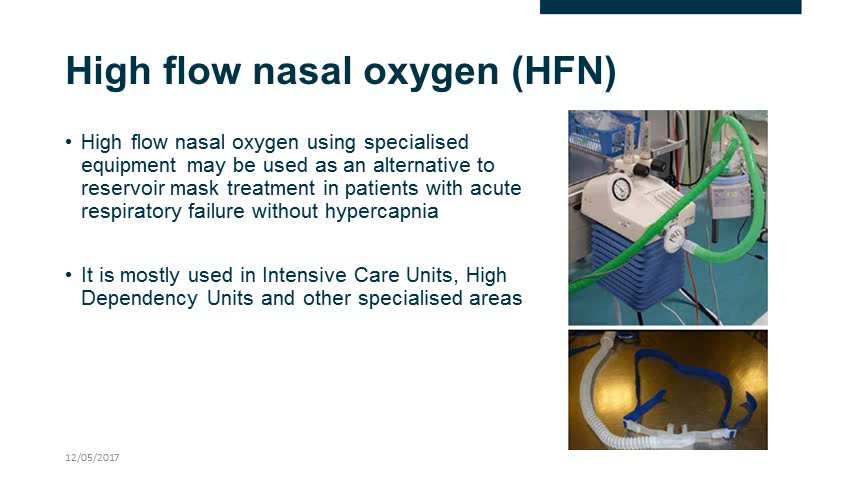 High flow nasal oxygen (HFN)
• High flow nasal oxygen using specialised
equipment may be used as an alternative to
reservoir mask treatment in patients with acute
respiratory failure without hypercapnia
• It is mostly used in Intensive Care Units, High
Dependency Units and other specialised areas
12/05/2017